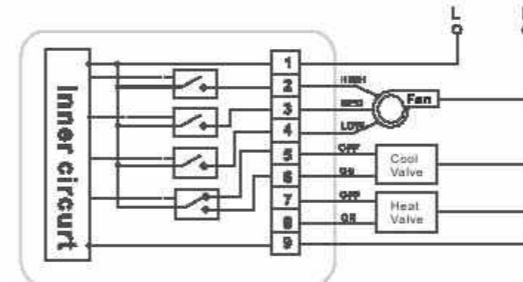 L
Inner circurt
1
2
3
4
5
6
7
8
9
HIGH
MED
LOW
Fan
OFF
ON
Cool
Valve
OFF
ON
Heat
Valve